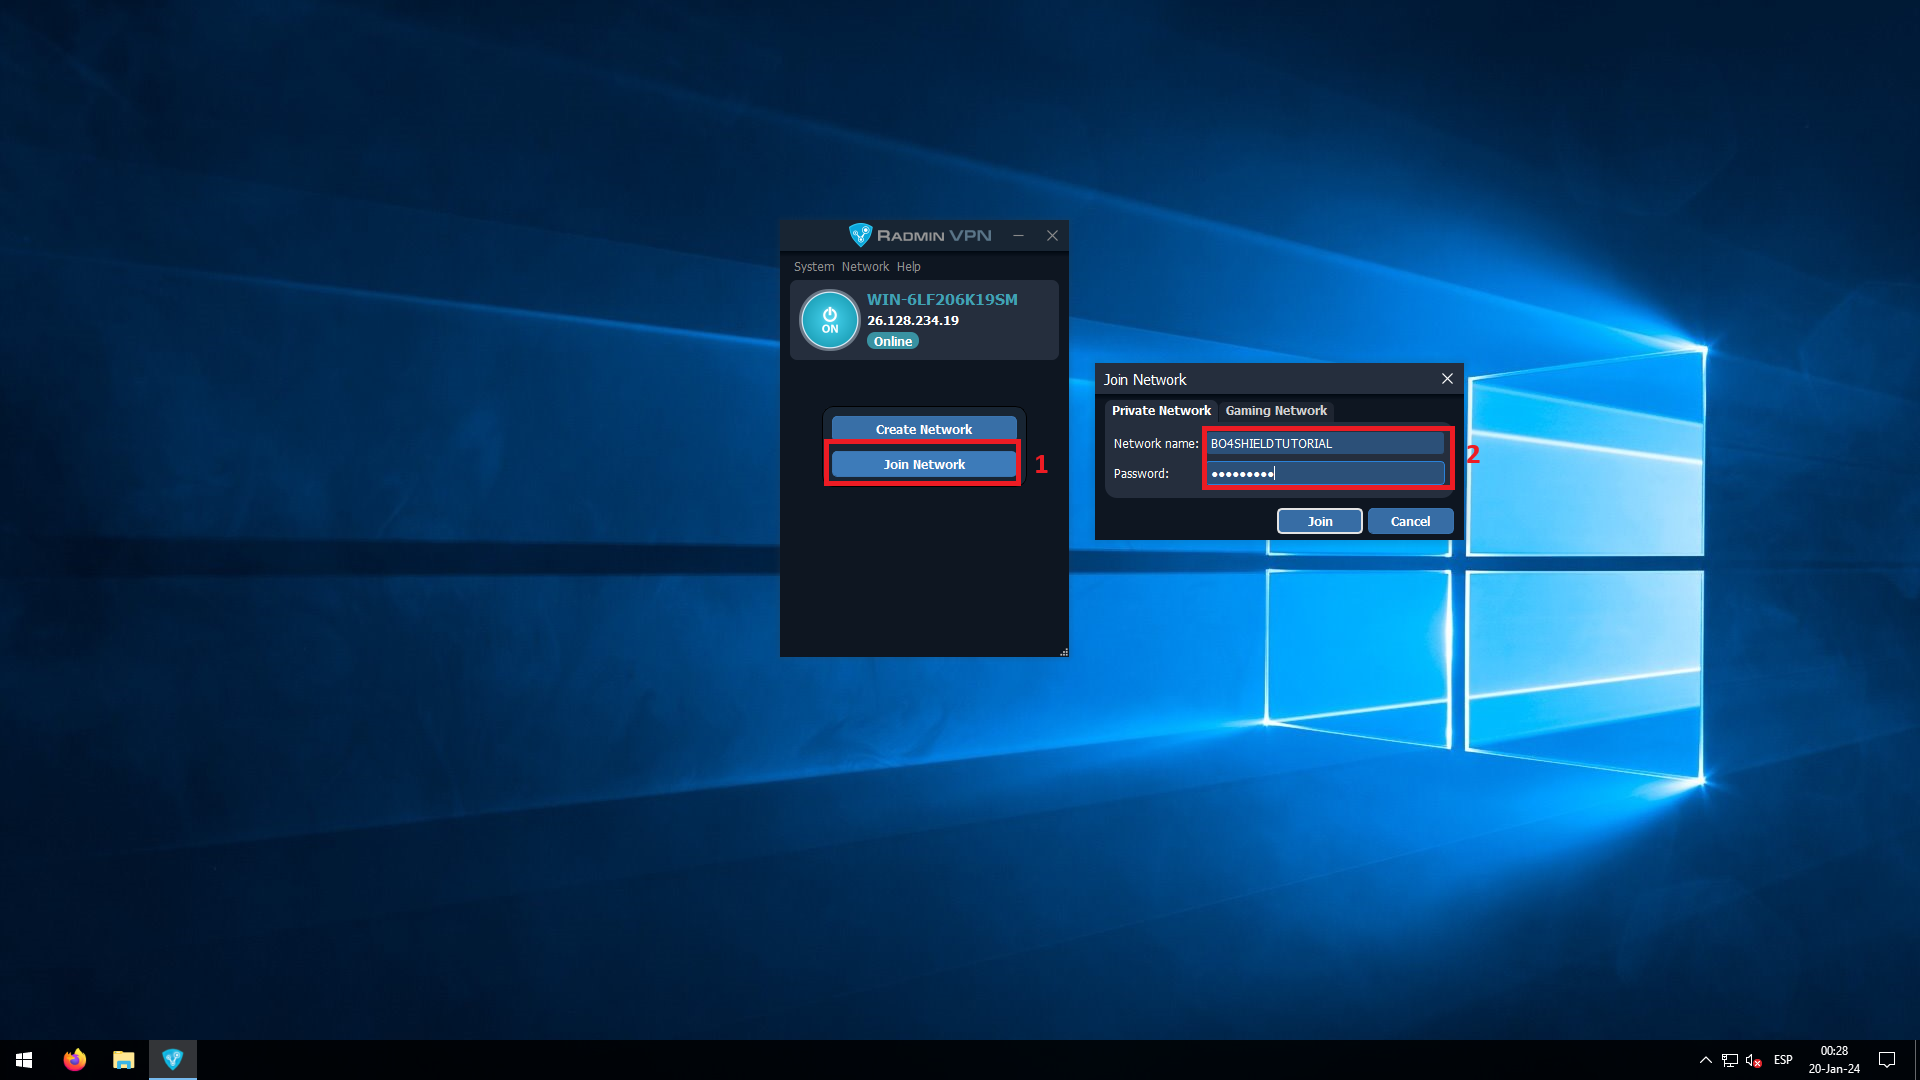 RADMIN VPN
System Network Help
ON
WIN-6LF206K19SM
26.128.234.19
Online
Create Network
Join Network
1
Join Network
Private Network Gaming Network
Network name: BO4SHIELDTUTORIAL
Password: ●●●●●●●●●
2
Join Cancel
ESP
00:28
20-Jan-24